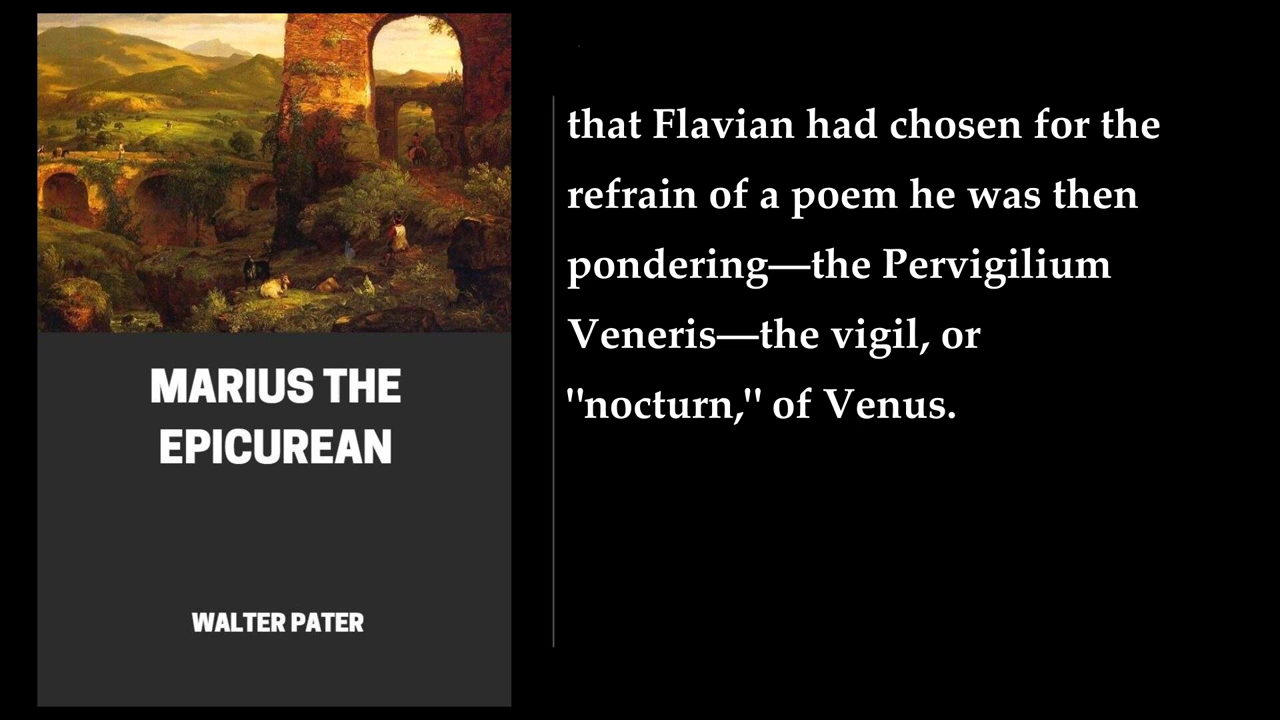 MARIUS THE
EPICUREAN
WALTER PATER
that Flavian had chosen for the
refrain of a poem he was then
pondering—the Pervigilium
Veneris—the vigil, or
"nocturn," of Venus.